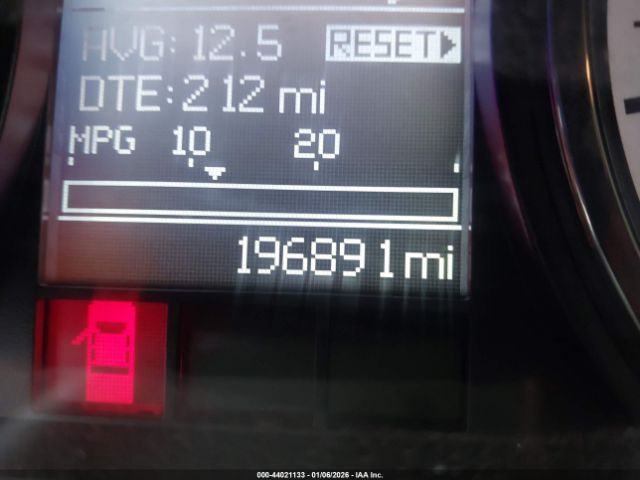 AVG: 12.5 RESET
DTE: 212 mi
MPG 10 20
196891 mi
000-44021133 - 01/06/2026 - IAA Inc.